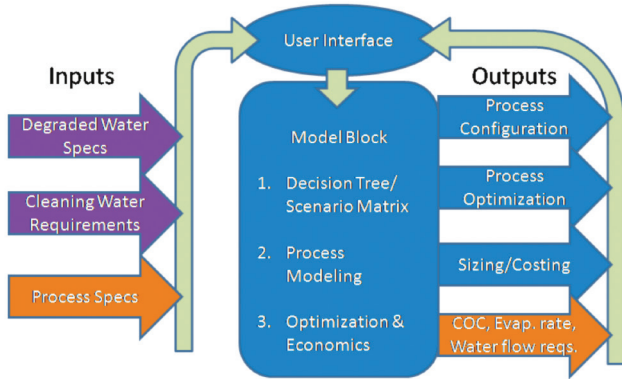 User Interface
Inputs
Outputs
Degraded Water
Specs
Cleaning Water
Requirements
Process Specs
Model Block
1. Decision Tree/
Scenario Matrix
2. Process
Modeling
3. Optimization &
Economics
Process
Configuration
Process
Optimization
Sizing/Costing
COC, Evap. rate,
Water flow reqs.